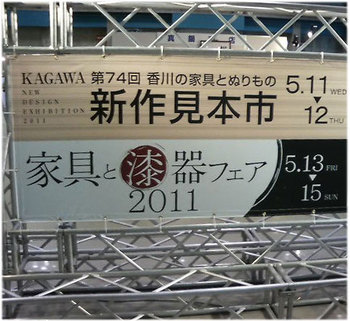 KAGAWA
NEW
DESIGN
EXHIBITION
2011
第74回 香川の家具とぬりもの
新作見本市
5.11 WED
▼
12 THU
家具と漆器フェア
2011
5.13 FRI
▼
15 SUN